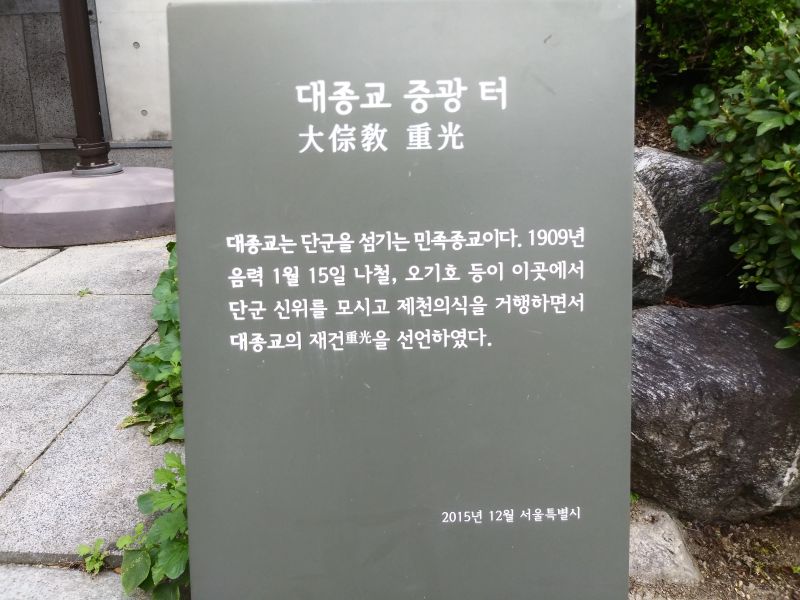 대종교 중광 터
大倧敎 重光
대종교는 단군을 섬기는 민족종교이다. 1909년
음력 1월 15일 나철, 오기호 등이 이곳에서
단군 신위를 모시고 제천의식을 거행하면서
대종교의 재건重光을 선언하였다.
2015년 12월 서울특별시